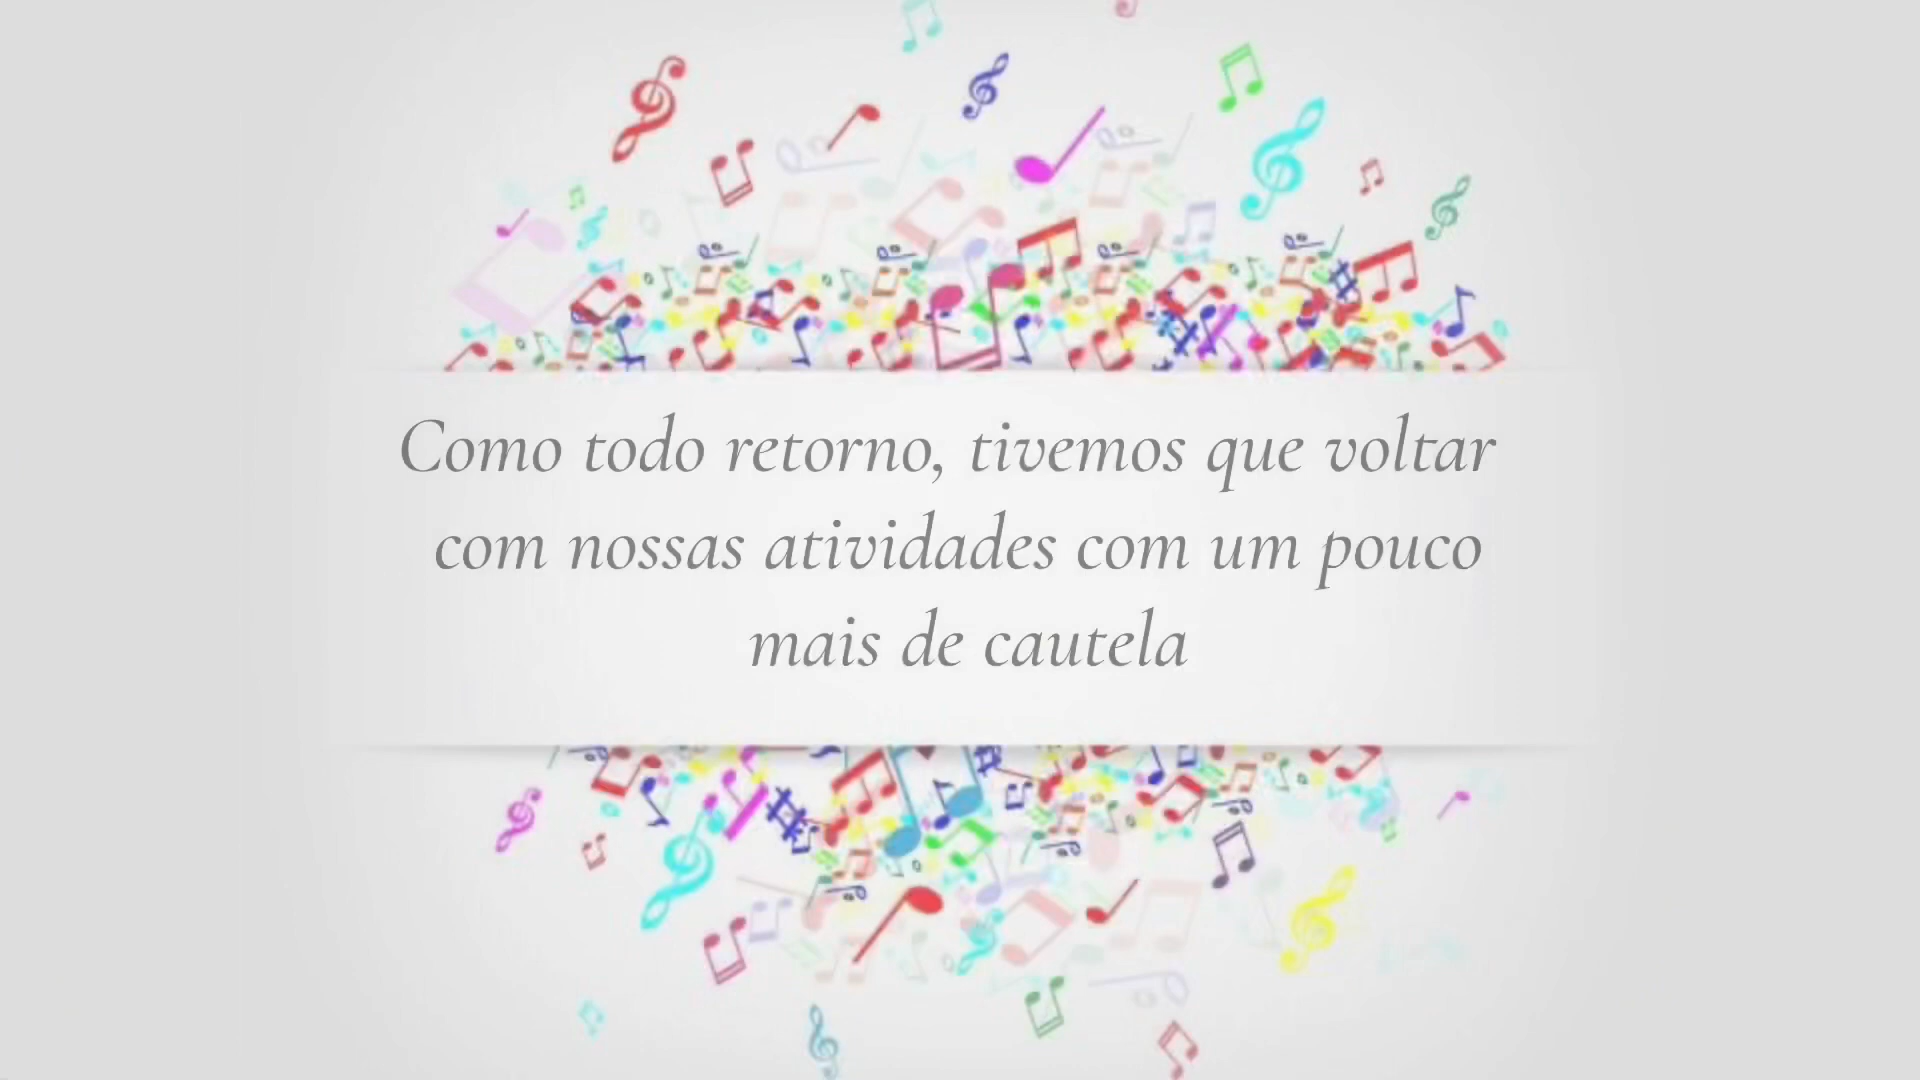 Como todo retorno, tivemos que voltar
com nossas atividades com um pouco
mais de cautela